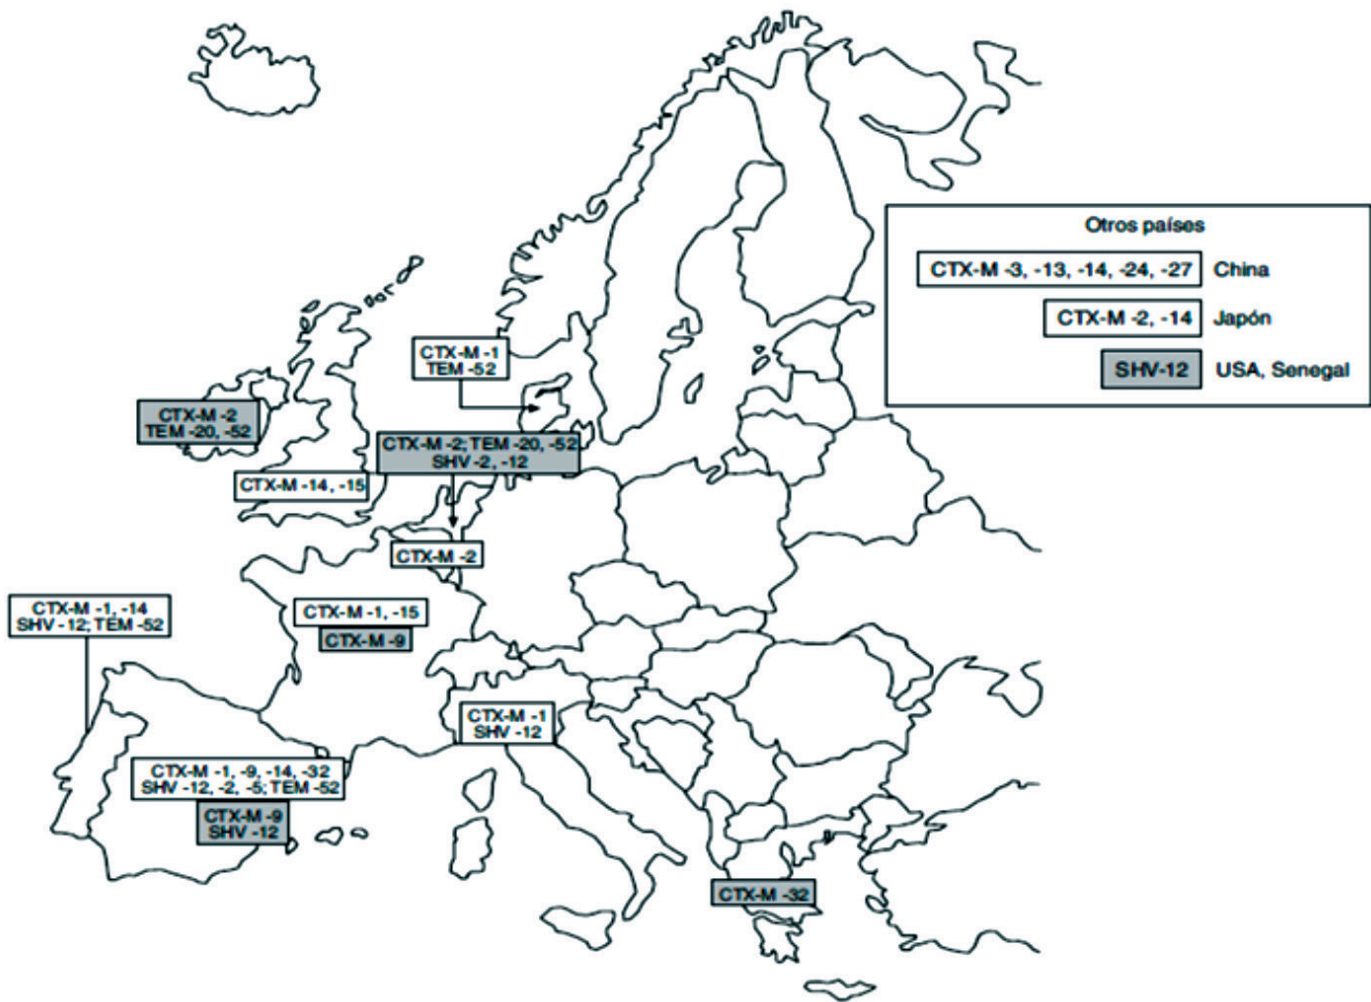 Otros países
CTX-M -3, -13, -14, -24, -27 China
CTX-M -2, -14 Japón
SHV-12 USA, Senegal
CTX-M -1
TEM -52
CTX-M -2
TEM -20, -52
CTX-M -2; TEM -20, -52
SHV -2, -12
CTX-M -14, -15
CTX-M -2
CTX-M -1, -14
SHV -12; TEM -52
CTX-M -1, -15
CTX-M -9
CTX-M -1
SHV -12
CTX-M -1, -9, -14, -32
SHV -12, -2, -5; TEM -52
CTX-M -9
SHV -12
CTX-M -32